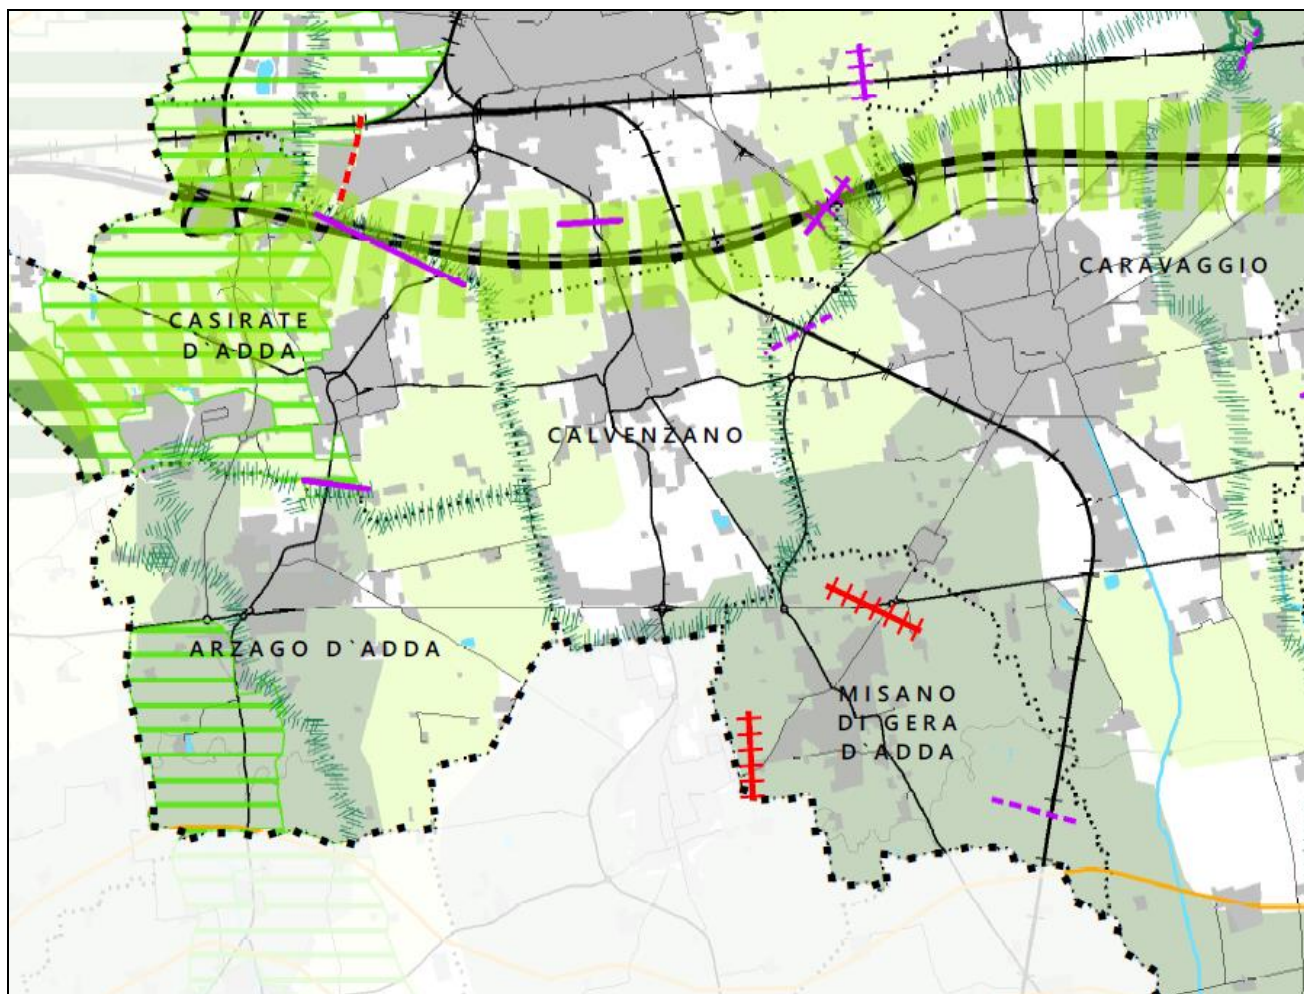 CARAVAGGIO
CASIRATE
D`ADDA
CALVENZANO
ARZAGO D`ADDA
MISANO
DI GERA
D`ADDA